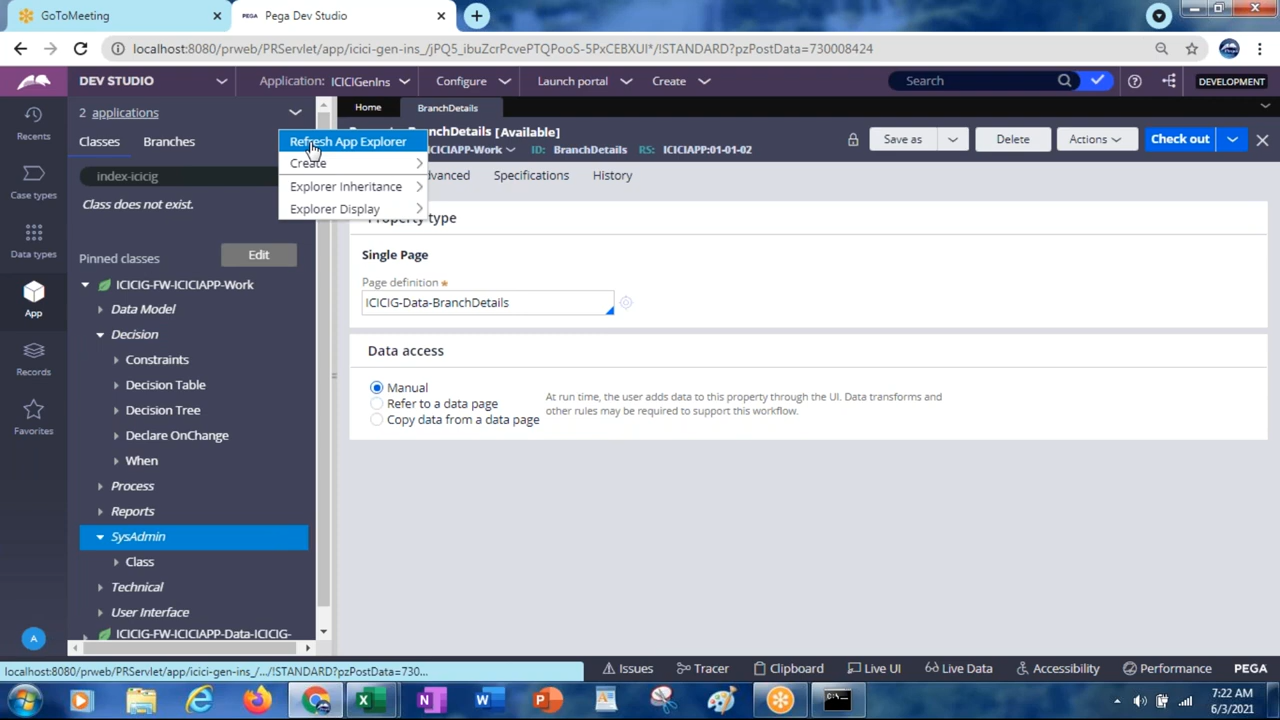 GoToMeeting
PEGA Pega Dev Studio
localhost:8080/prweb/PRServlet/app/icici-gen-ins_/jPQ5_ibuZcrPcvePTQPooS-5PxCEBXUI*/!STANDARD?pzPostData=730008424
DEV STUDIO
Application: ICICIGenIns
Configure
Launch portal
Create
Search
DEVELOPMENT
Recents
Case types
Data types
App
Records
Favorites
A
2 applications
Classes Branches
index-icicig
Class does not exist.
Pinned classes Edit
ICICIG-FW-ICICIAPP-Work
Data Model
Decision
Constraints
Decision Table
Decision Tree
Declare OnChange
When
Process
Reports
SysAdmin
Class
Technical
User Interface
ICICIG-FW-ICICIAPP-Data-ICICIG-
Refresh App Explorer
Create
Explorer Inheritance
Explorer Display
Home BranchDetails
BranchDetails [Available]
ICICIAPP-Work ID: BranchDetails RS: ICICIAPP:01-01-02
Save as Delete Actions Check out
dvanced Specifications History
Property type
Single Page
Page definition
ICICIG-Data-BranchDetails
Data access
Manual
Refer to a data page
Copy data from a data page
At run time, the user adds data to this property through the UI. Data transforms and
other rules may be required to support this workflow.
localhost:8080/prweb/PRServlet/app/icici-gen-ins_/.../!STANDARD?pzPostData=730...
Issues Tracer Clipboard Live UI Live Data Accessibility Performance PEGA
7:22 AM
6/3/2021